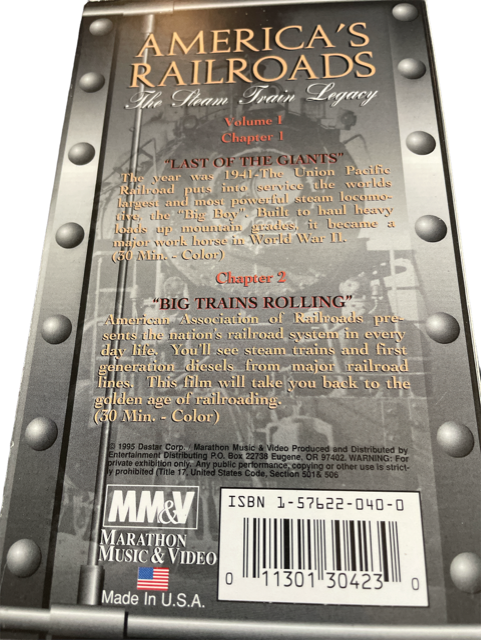 AMERICA'S
RAILROADS
The Steam Train Legacy
Volume I
Chapter 1
"LAST OF THE GIANTS"
The year was 1941-The Union Pacific
Railroad puts into service the worlds
largest and most powerful steam locomo-
tive, the "Big Boy". Built to haul heavy
loads up mountain grades, it became a
major work horse in World War II.
(50 Min. - Color)
Chapter 2
"BIG TRAINS ROLLING"
American Association of Railroads pre-
sents the nation's railroad system in every
day life. You'll see steam trains and first
generation diesels from major railroad
lines. This film will take you back to the
golden age of railroading.
(30 Min. - Color)
© 1995 Dastar Corp. Marathon Music & Video Produced and Distributed by
Entertainment Distributing P.O. Box 22738 Eugene, OR 97402. WARNING: For
private exhibition only. Any public performance, copying or other use is strict-
ly prohibited (Title 17, United States Code, Section 501& 506
MM&V
MARATHON
MUSIC & VIDEO
Made In U.S.A.
ISBN 1-57622-040-0
0 11301 30423 0